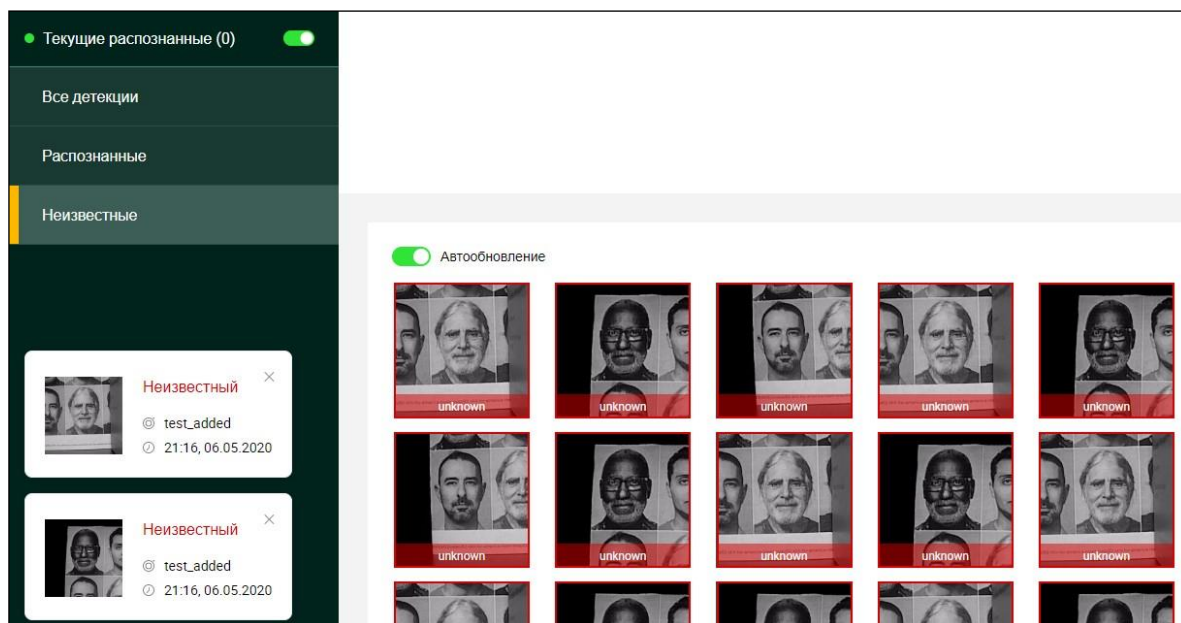 Текущие распознанные (0)
Все детекции
Распознанные
Неизвестные
Автообновление
unknown unknown unknown unknown unknown
unknown unknown unknown unknown unknown
Неизвестный
test_added
21:16, 06.05.2020
Неизвестный
test_added
21:16, 06.05.2020